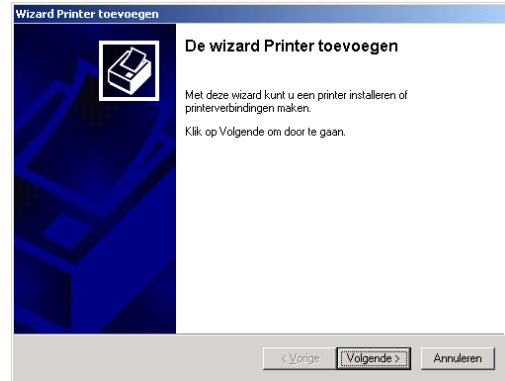 Wizard Printer toevoegen
De wizard Printer toevoegen
Met deze wizard kunt u een printer installeren of
printerverbindingen maken.
Klik op Volgende om door te gaan.
< Vorige
Volgende >
Annuleren